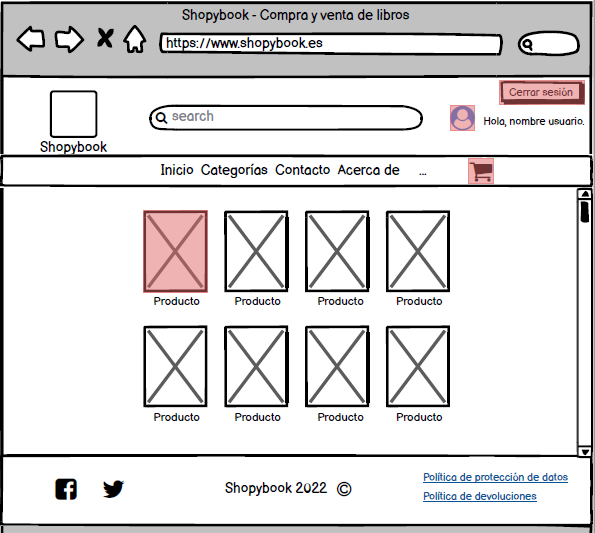 Shopybook - Compra y venta de libros
https://www.shopybook.es
Cerrar sesión
search
Hola, nombre usuario.
Shopybook
Inicio Categorías Contacto Acerca de ...
Producto Producto Producto Producto
Producto Producto Producto Producto
Shopybook 2022 ©
Política de protección de datos
Política de devoluciones